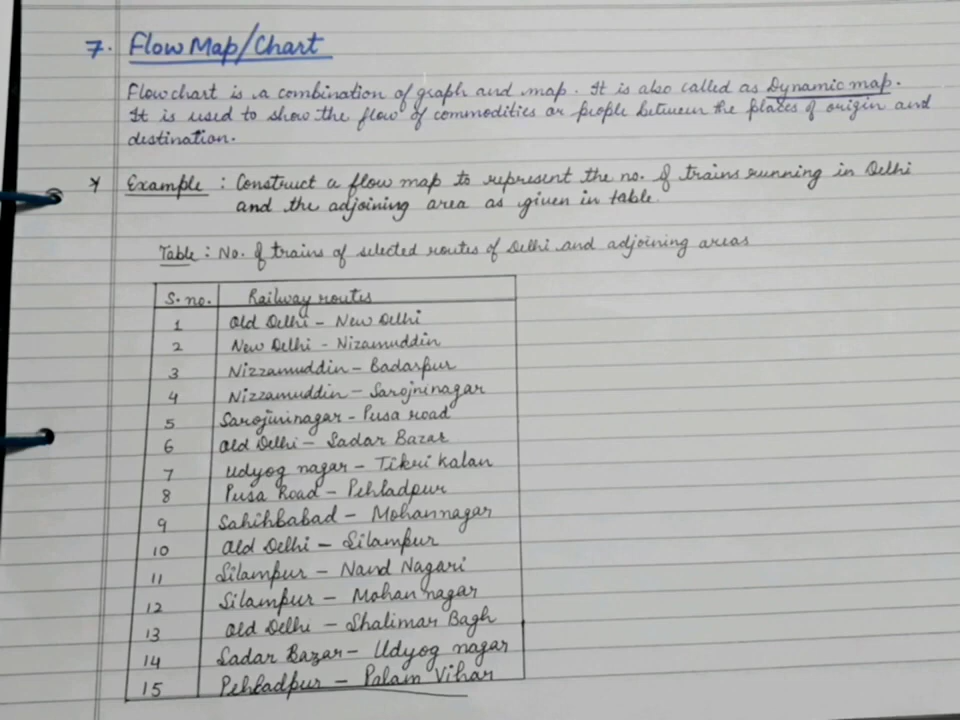 7. Flow Map/Chart
Flowchart is a combination of graph and map. It is also called as Dynamic map.
It is used to show the flow of commodities or people between the places of origin and
destination.
* Example : Construct a flow map to represent the no. of trains running in Delhi
and the adjoining area as given in table.
Table : No. of trains of selected routes of Delhi and adjoining areas
S. no. Railway routes
1 Old Delhi - New Delhi
2 New Delhi - Nizamuddin
3 Nizzamuddin - Badarpur
4 Nizzamuddin - Sarojninagar
5 Sarojininagar - Pusa road
6 Old Delhi - Sadar Bazar
7 Udyog nagar - Tikri Kalan
8 Pusa Road - Pehladpur
9 Sahihbabad - Mohannagar
10 Old Delhi - Silampur
11 Silampur - Nand Nagari
12 Silampur - Mohan nagar
13 Old Delhi - Shalimar Bagh
14 Sadar Bazar - Udyog nagar
15 Pehladpur - Palam Vihar